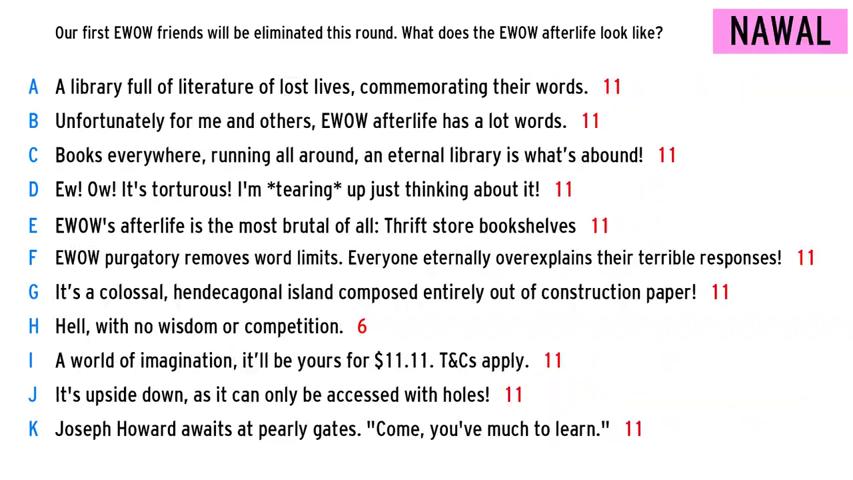 Our first EWOW friends will be eliminated this round. What does the EWOW afterlife look like?
NAWAL
A A library full of literature of lost lives, commemorating their words. 11
B Unfortunately for me and others, EWOW afterlife has a lot words. 11
C Books everywhere, running all around, an eternal library is what’s abound! 11
D Ew! Ow! It's torturous! I'm *tearing* up just thinking about it! 11
E EWOW's afterlife is the most brutal of all: Thrift store bookshelves 11
F EWOW purgatory removes word limits. Everyone eternally overexplains their terrible responses! 11
G It’s a colossal, hendecagonal island composed entirely out of construction paper! 11
H Hell, with no wisdom or competition. 6
I A world of imagination, it’ll be yours for $11.11. T&Cs apply. 11
J It's upside down, as it can only be accessed with holes! 11
K Joseph Howard awaits at pearly gates. "Come, you've much to learn." 11